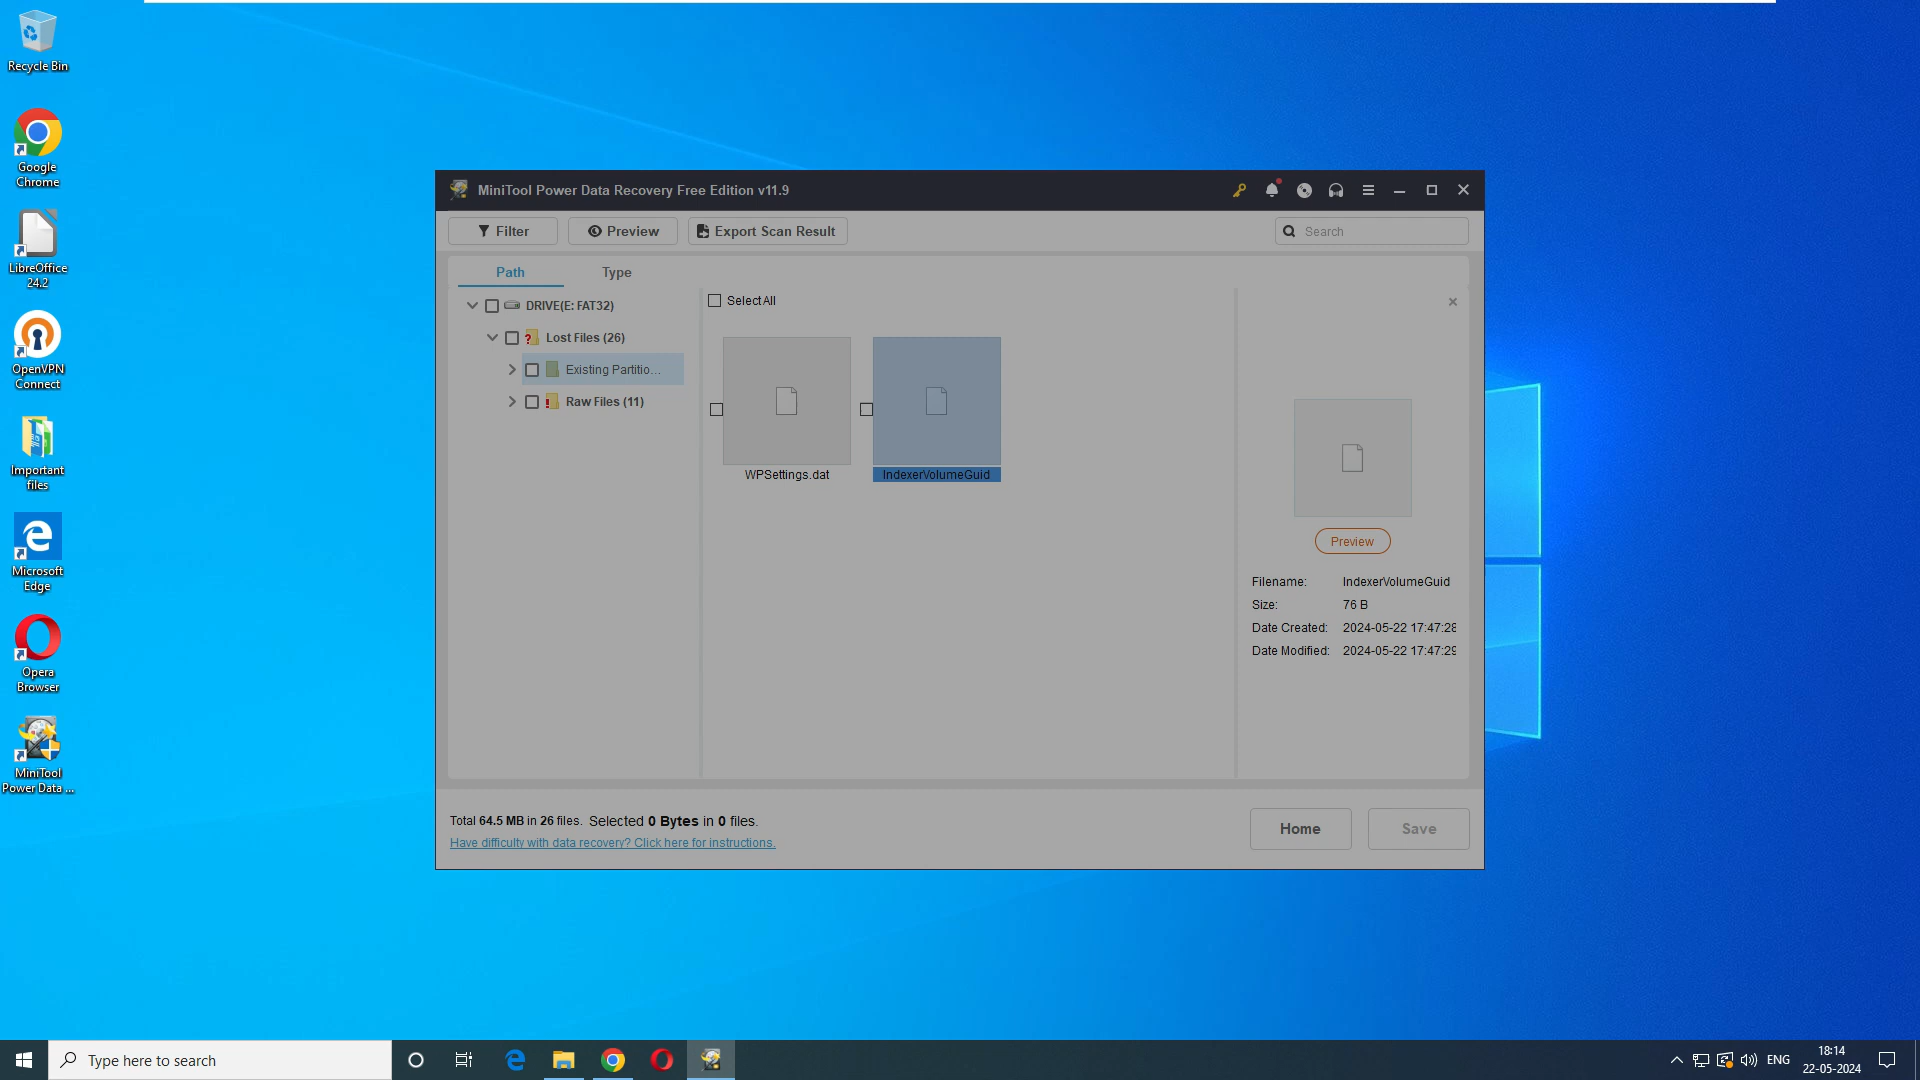 Recycle Bin
Google
Chrome
LibreOffice
24.2
OpenVPN
Connect
Important
files
Microsoft
Edge
Opera
Browser
MiniTool
Power Data ...
MiniTool Power Data Recovery Free Edition v11.9
Filter
Preview
Export Scan Result
Search
Path
Type
DRIVE(E: FAT32)
Lost Files (26)
Existing Partitio...
Raw Files (11)
SelectAll
WPSettings.dat
IndexerVolumeGuid
Preview
Filename: IndexerVolumeGuid
Size: 76 B
Date Created: 2024-05-22 17:47:28
Date Modified: 2024-05-22 17:47:29
Total 64.5 MB in 26 files. Selected 0 Bytes in 0 files.
Have difficulty with data recovery? Click here for instructions.
Home
Save
Type here to search
ENG
18:14
22-05-2024